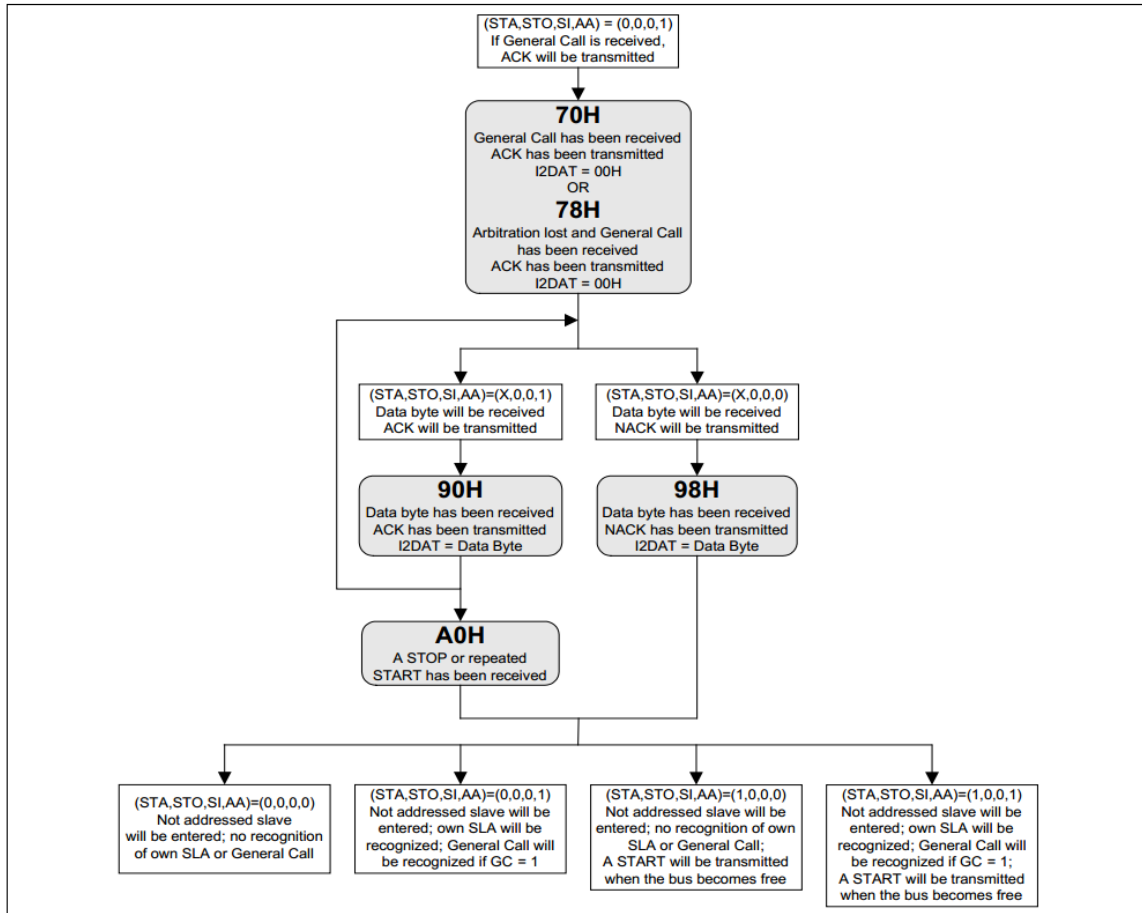 (STA,STO,SI,AA) = (0,0,0,1)
If General Call is received,
ACK will be transmitted
70H
General Call has been received
ACK has been transmitted
I2DAT = 00H
OR
78H
Arbitration lost and General Call
has been received
ACK has been transmitted
I2DAT = 00H
(STA,STO,SI,AA)=(X,0,0,1)
Data byte will be received
ACK will be transmitted
(STA,STO,SI,AA)=(X,0,0,0)
Data byte will be received
NACK will be transmitted
90H
Data byte has been received
ACK has been transmitted
I2DAT = Data Byte
98H
Data byte has been received
NACK has been transmitted
I2DAT = Data Byte
A0H
A STOP or repeated
START has been received
(STA,STO,SI,AA)=(0,0,0,0)
Not addressed slave
will be entered; no recognition
of own SLA or General Call
(STA,STO,SI,AA)=(0,0,0,1)
Not addressed slave will be
entered; own SLA will be
recognized; General Call will
be recognized if GC = 1
(STA,STO,SI,AA)=(1,0,0,0)
Not addressed slave will be
entered; no recognition of own
SLA or General Call;
A START will be transmitted
when the bus becomes free
(STA,STO,SI,AA)=(1,0,0,1)
Not addressed slave will be
entered; own SLA will be
recognized; General Call will
be recognized if GC = 1;
A START will be transmitted
when the bus becomes free